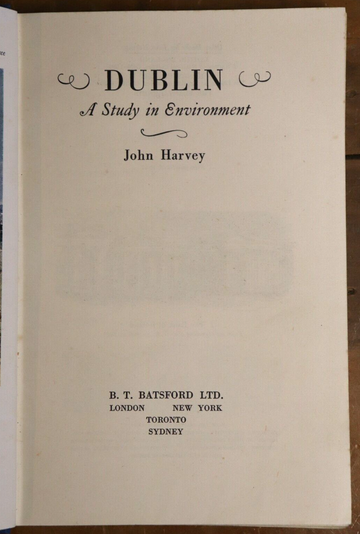 DUBLIN
A Study in Environment
John Harvey
B. T. BATSFORD LTD.
LONDON NEW YORK
TORONTO
SYDNEY